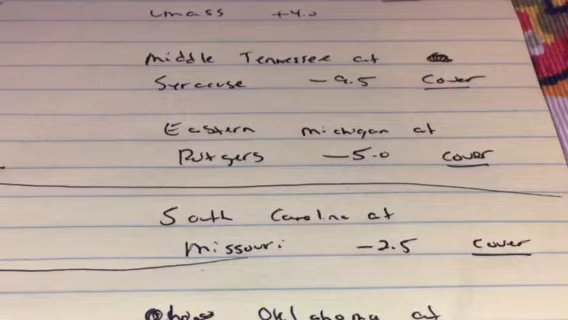 Umass +4.0
Middle Tennessee at
Syracuse -9.5 Cover
Eastern Michigan at
Rutgers -5.0 Cover
South Carolina at
Missouri -2.5 Cover
Oklahoma at